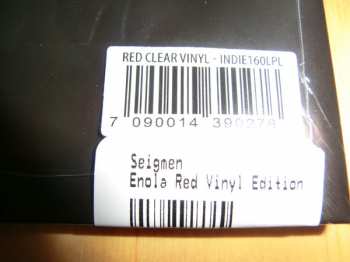 RED CLEAR VINYL - INDIE160LPL
7 090014 390276
Seigmen
Enola Red Vinyl Edition